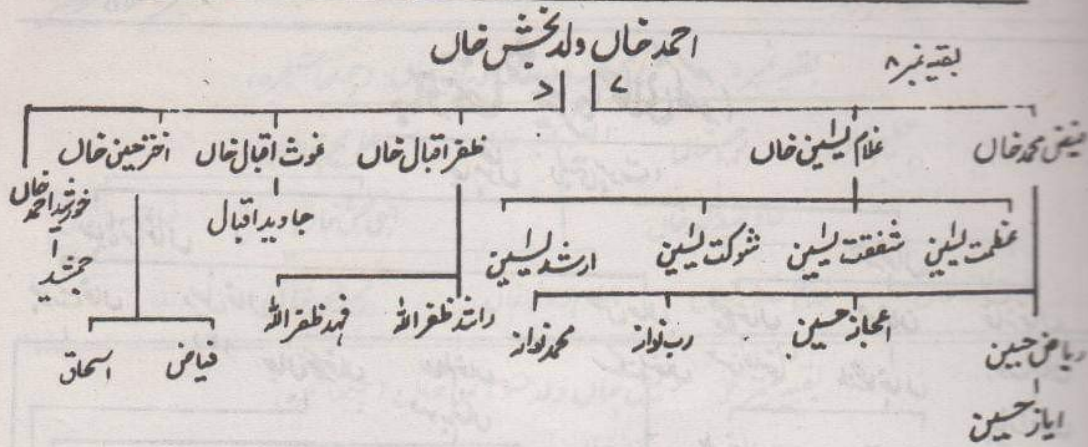 احمد خاں ولد بخش خاں
بقیہ نمبر ۸
فیض محمد خاں غلام یٰسین خاں ظفر اقبال خاں غوث اقبال خاں اختر حسین خاں خورشید احمد خاں
عظمت یٰسین شفقت یٰسین شوکت یٰسین ارشد یٰسین جاوید اقبال جمشید
ریاض حسین اعجاز حسین رب نواز محمد نواز راشد ظفر اللہ فہد ظفر اللہ فیاض اسحاق
ایاز حسین